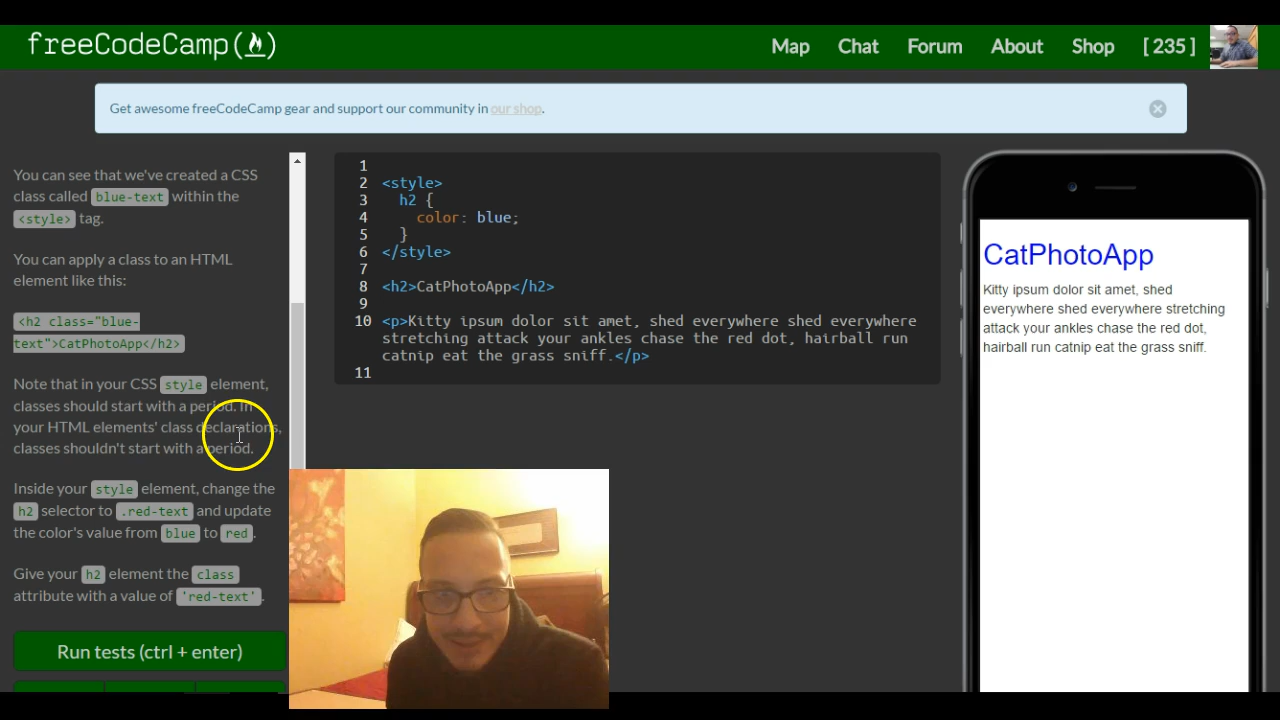 freeCodeCamp
Map Chat Forum About Shop [ 235 ]
Get awesome freeCodeCamp gear and support our community in our shop.
You can see that we've created a CSS
class called blue-text within the
<style> tag.
You can apply a class to an HTML
element like this:
<h2 class="blue-
text">CatPhotoApp</h2>
Note that in your CSS style element,
classes should start with a period. In
your HTML elements' class declarations,
classes shouldn't start with a period.
Inside your style element, change the
h2 selector to .red-text and update
the color's value from blue to red.
Give your h2 element the class
attribute with a value of 'red-text'.
Run tests (ctrl + enter)
1
2 <style>
3 h2 {
4 color: blue;
5 }
6 </style>
7
8 <h2>CatPhotoApp</h2>
9
10 <p>Kitty ipsum dolor sit amet, shed everywhere shed everywhere
stretching attack your ankles chase the red dot, hairball run
catnip eat the grass sniff.</p>
11
CatPhotoApp
Kitty ipsum dolor sit amet, shed
everywhere shed everywhere stretching
attack your ankles chase the red dot,
hairball run catnip eat the grass sniff.